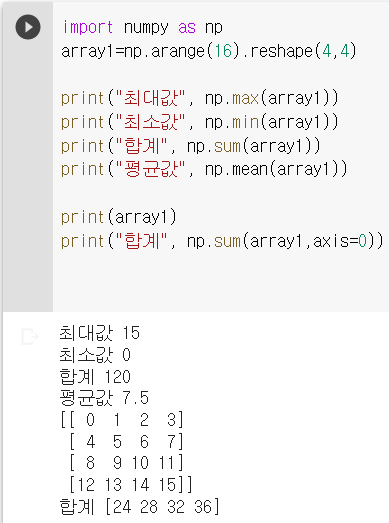 import numpy as np
array1=np.arange(16).reshape(4,4)
print("최대값", np.max(array1))
print("최소값", np.min(array1))
print("합계", np.sum(array1))
print("평균값", np.mean(array1))
print(array1)
print("합계", np.sum(array1,axis=0))
최대값 15
최소값 0
합계 120
평균값 7.5
[[ 0  1  2  3]
 [ 4  5  6  7]
 [ 8  9 10 11]
 [12 13 14 15]]
합계 [24 28 32 36]